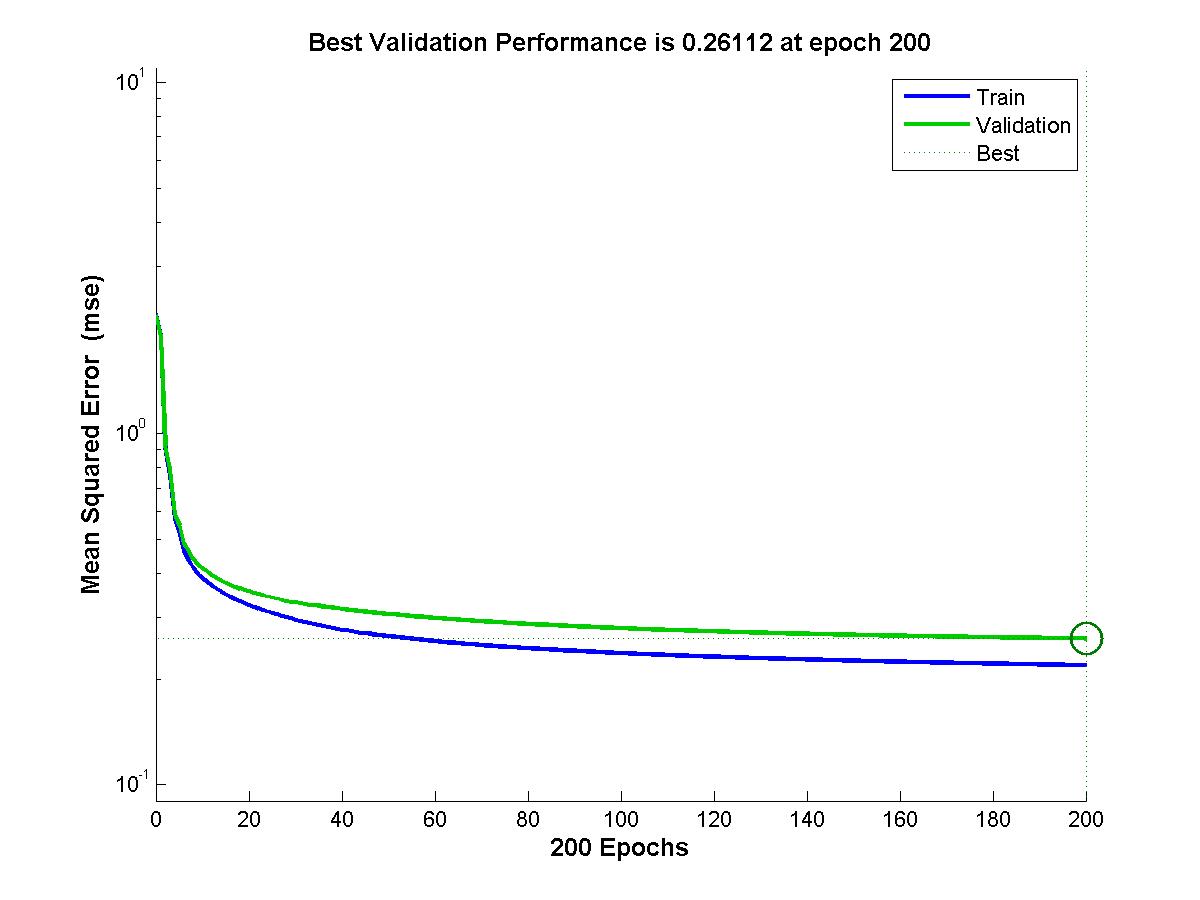 Best Validation Performance is 0.26112 at epoch 200
Train
Validation
Best
Mean Squared Error (mse)
10^1
10^0
10^-1
0 20 40 60 80 100 120 140 160 180 200
200 Epochs